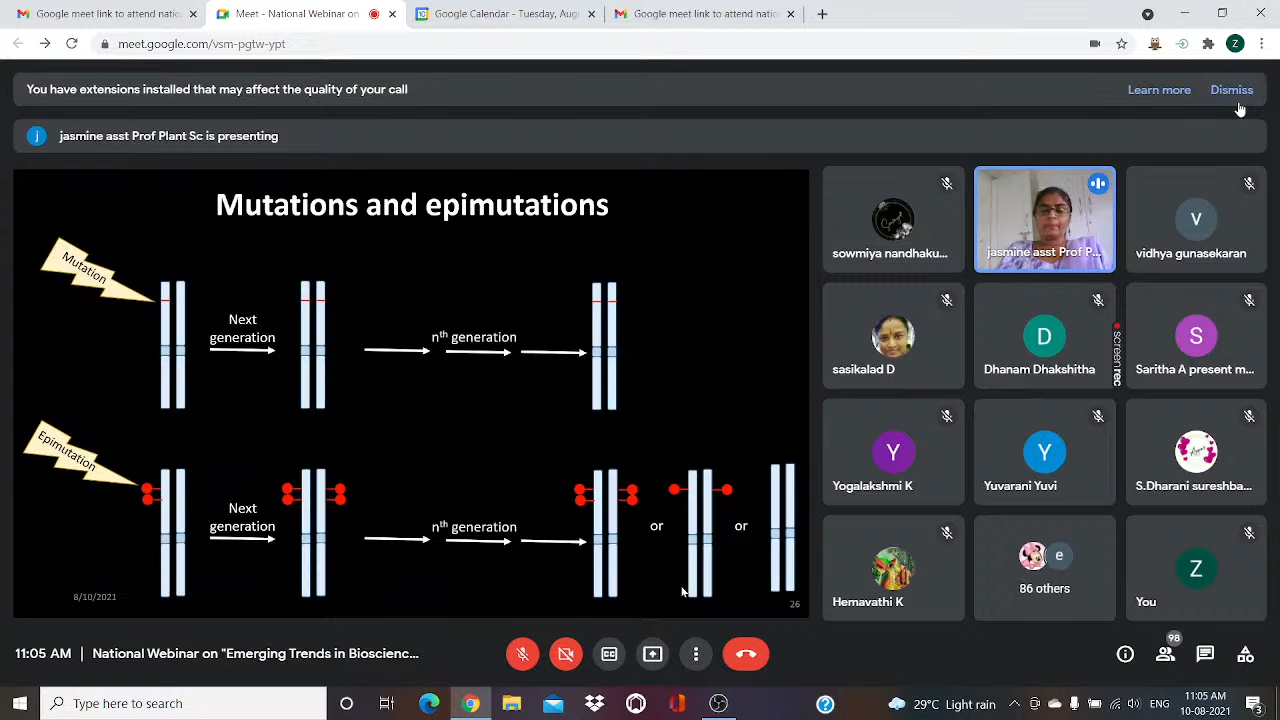 Google meet link to attend natio
Meet - National Webinar on
Google Calendar - Tuesday, Aug
Google meet link to attend natio
meet.google.com/vsm-pgtw-ypt
Z
You have extensions installed that may affect the quality of your call
Learn more
Dismiss
j
jasmine asst Prof Plant Sc is presenting
Mutations and epimutations
Mutation
Next
generation
nth generation
Epimutation
Next
generation
nth generation
or
or
8/10/2021
26
sowmiya nandhaku...
jasmine asst Prof P...
v
vidhya gunasekaran
sasikalad D
D
Dhanam Dhakshitha
screenrec
S
Saritha A present m...
Y
Yogalakshmi K
Y
Yuvarani Yuvi
S.Dharani sureshba...
Hemavathi K
e
86 others
Z
You
11:05 AM | National Webinar on "Emerging Trends in Bioscienc...
98
Type here to search
29°C Light rain
ENG
11:05 AM
10-08-2021